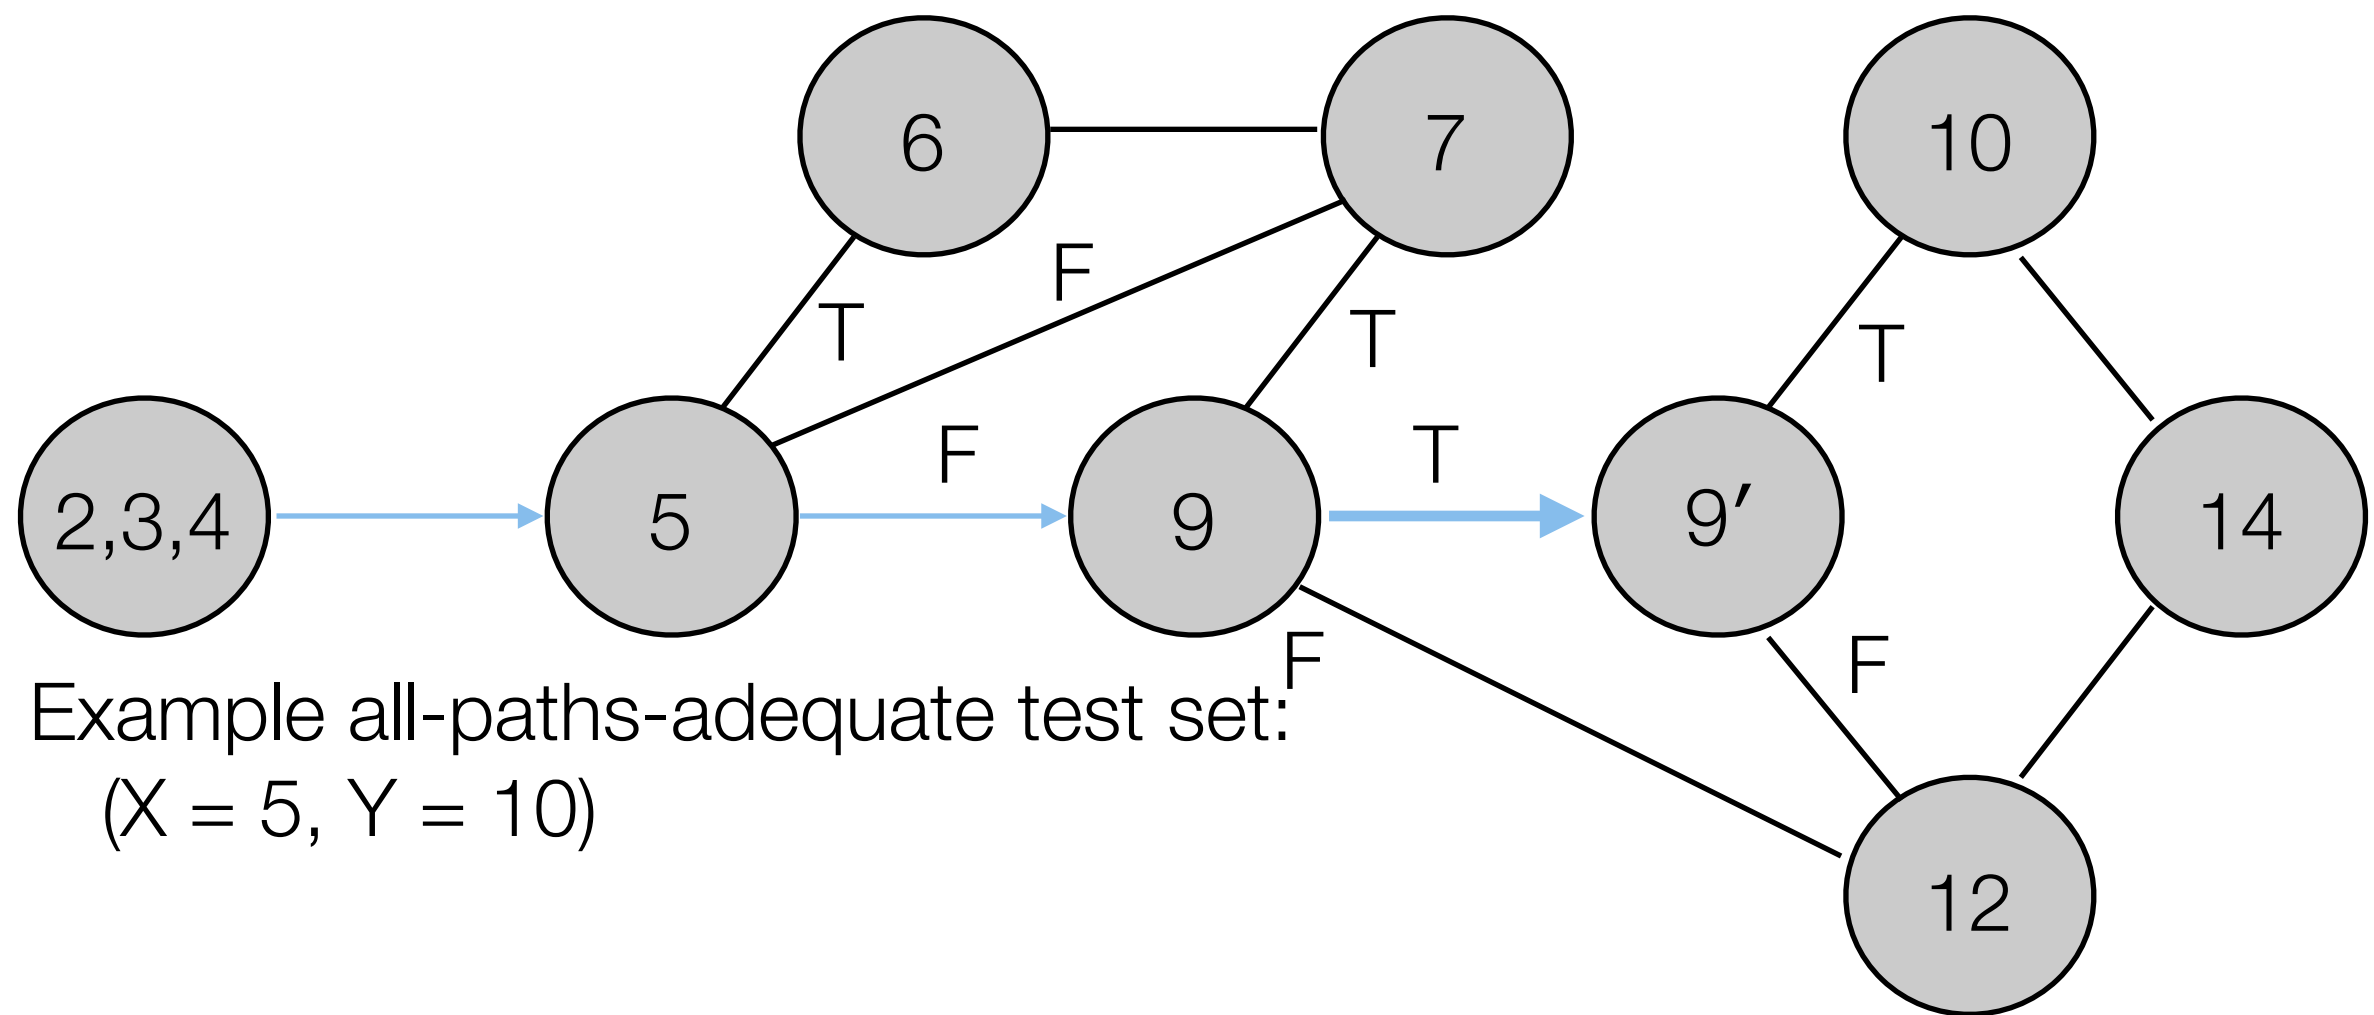 6
7
10
F
T
T
T
F
T
2,3,4
5
9
9′
14
F
F
Example all-paths-adequate test set:
(X = 5, Y = 10)
12